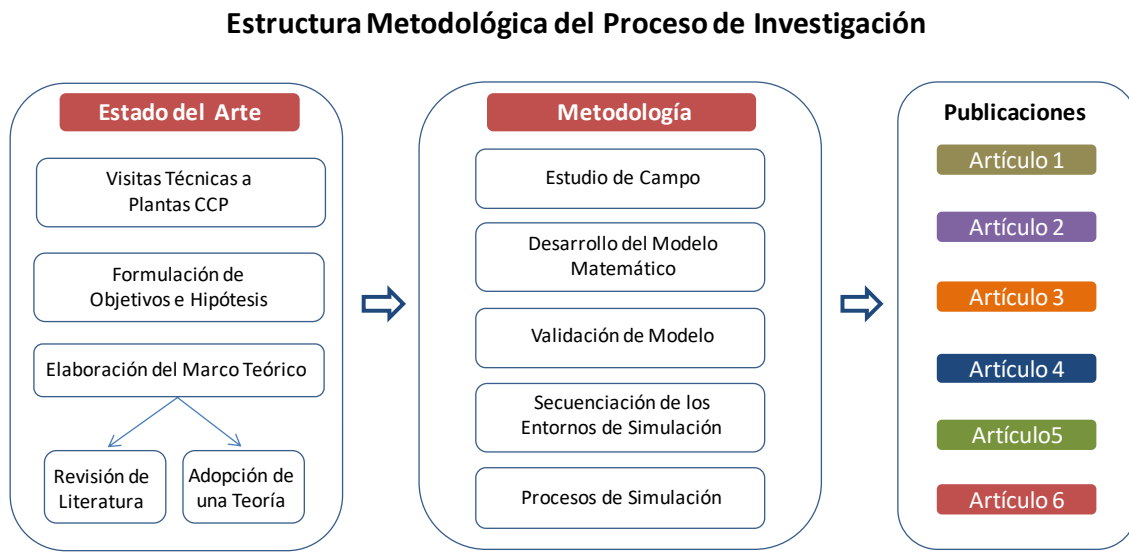 Estructura Metodológica del Proceso de Investigación
Estado del Arte
Visitas Técnicas a
Plantas CCP
Formulación de
Objetivos e Hipótesis
Elaboración del Marco Teórico
Revisión de
Literatura
Adopción de
una Teoría
Metodología
Estudio de Campo
Desarrollo del Modelo
Matemático
Validación de Modelo
Secuenciación de los
Entornos de Simulación
Procesos de Simulación
Publicaciones
Artículo 1
Artículo 2
Artículo 3
Artículo 4
Artículo5
Artículo 6